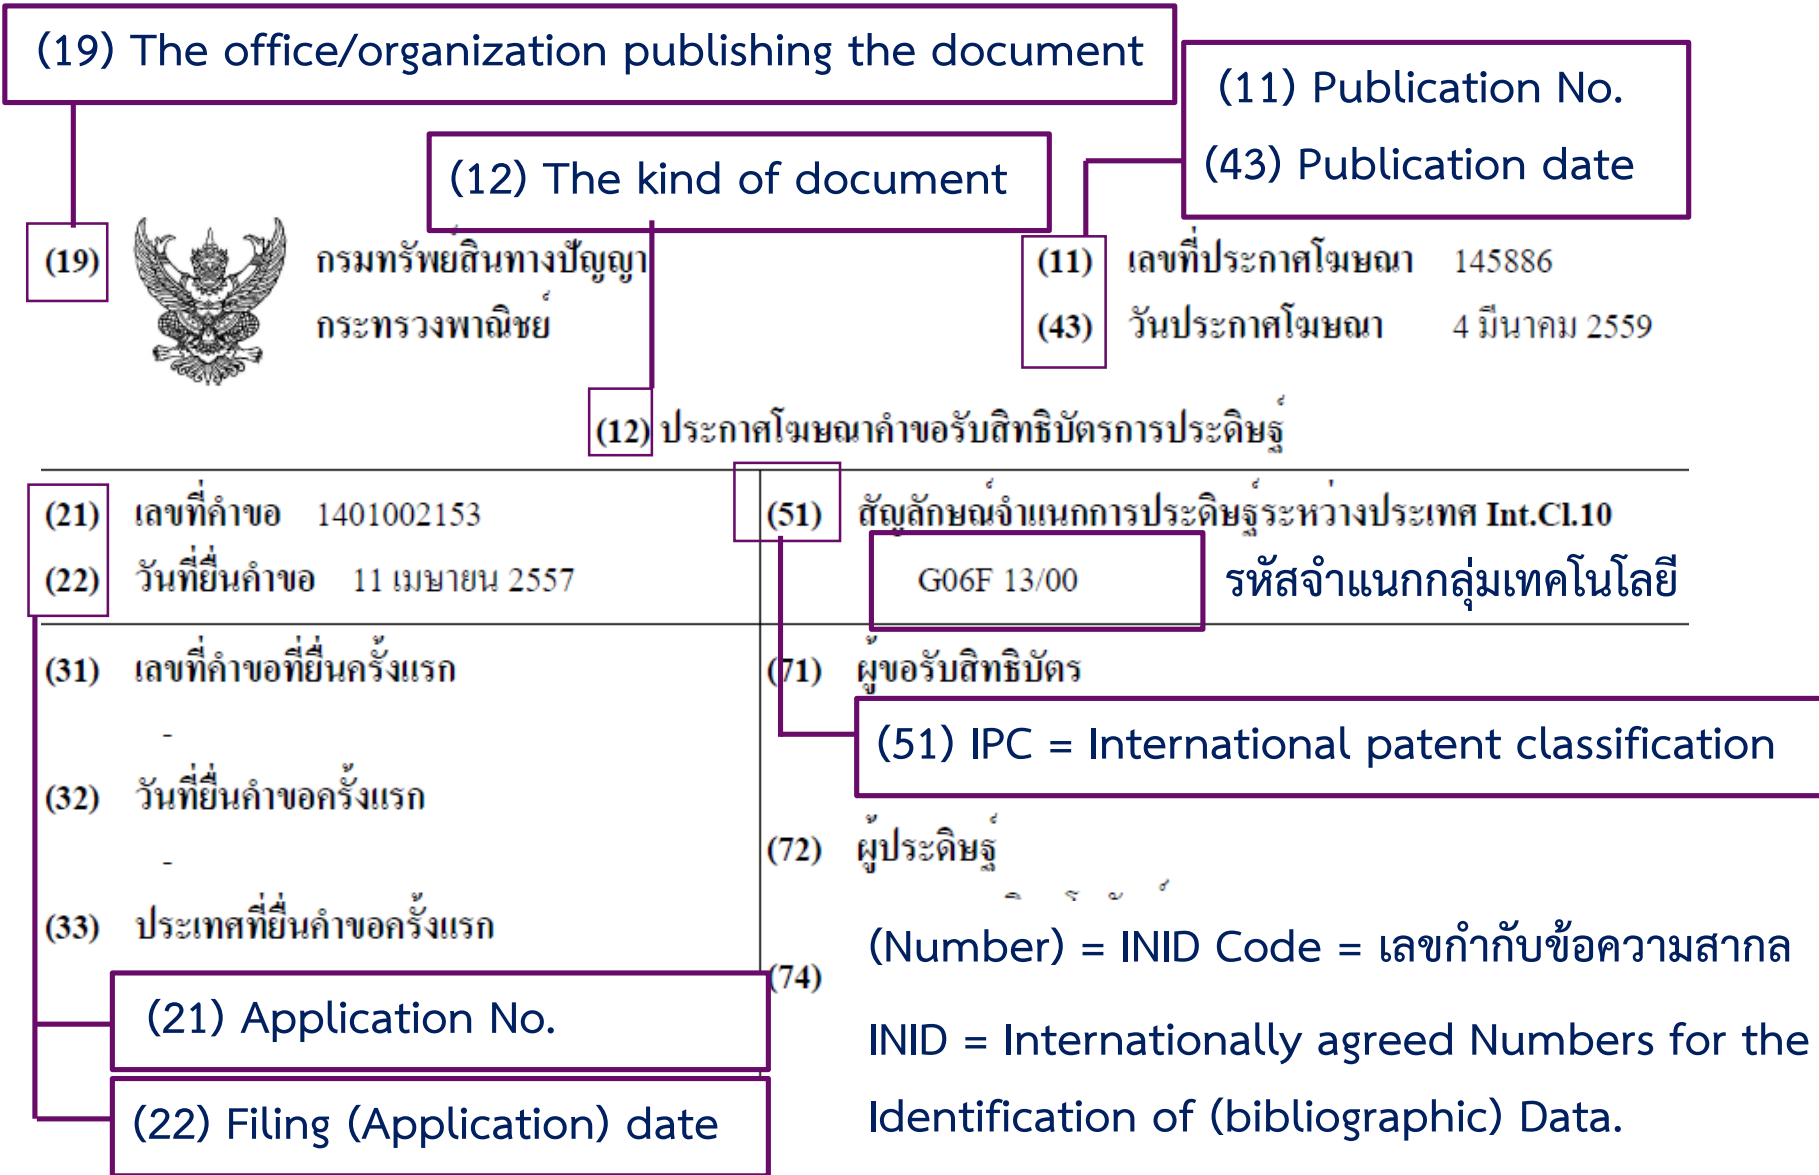 (19) The office/organization publishing the document
(11) Publication No.
(43) Publication date
(12) The kind of document
(19) กรมทรัพย์สินทางปัญญา
กระทรวงพาณิชย์
(11) เลขที่ประกาศโฆษณา 145886
(43) วันประกาศโฆษณา 4 มีนาคม 2559
(12) ประกาศโฆษณาคำขอรับสิทธิบัตรการประดิษฐ์
(21) เลขที่คำขอ 1401002153
(22) วันที่ยื่นคำขอ 11 เมษายน 2557
(51) สัญลักษณ์จำแนกการประดิษฐ์ระหว่างประเทศ Int.Cl.10
G06F 13/00 รหัสจำแนกกลุ่มเทคโนโลยี
(31) เลขที่คำขอที่ยื่นครั้งแรก
-
(32) วันที่ยื่นคำขอครั้งแรก
-
(33) ประเทศที่ยื่นคำขอครั้งแรก
(71) ผู้ขอรับสิทธิบัตร
(51) IPC = International patent classification
(72) ผู้ประดิษฐ์
(74)
(21) Application No.
(22) Filing (Application) date
(Number) = INID Code = เลขกำกับข้อความสากล
INID = Internationally agreed Numbers for the
Identification of (bibliographic) Data.